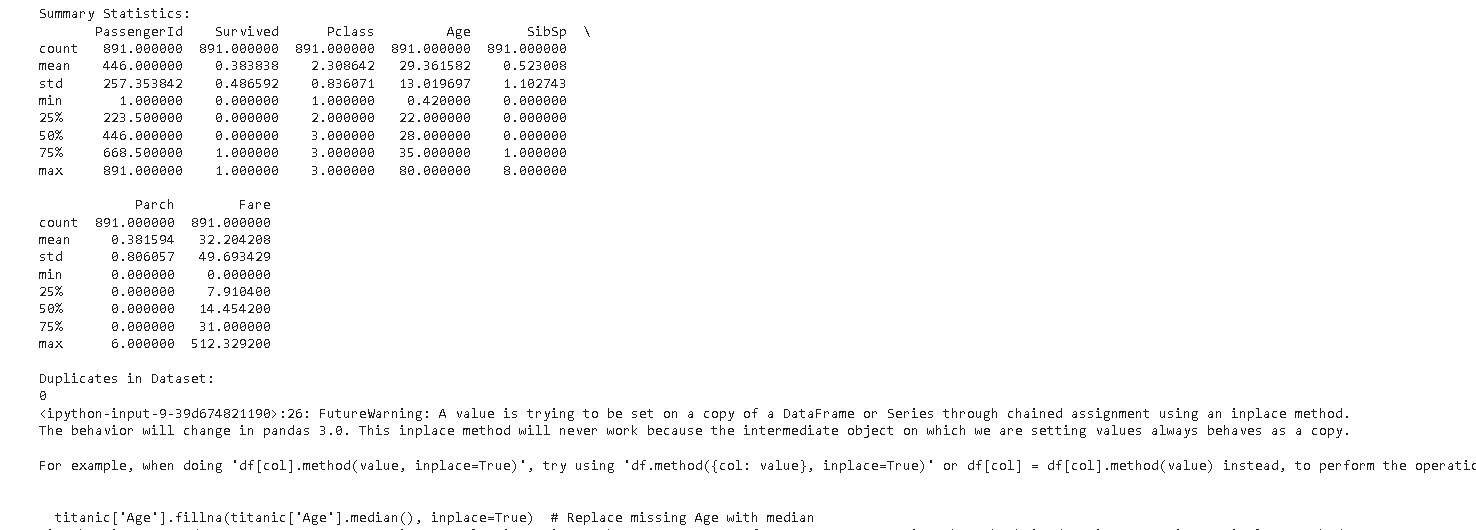 Summary Statistics:
PassengerId Survived Pclass Age SibSp \
count 891.000000 891.000000 891.000000 891.000000 891.000000
mean 446.000000 0.383838 2.308642 29.361582 0.523008
std 257.353842 0.486592 0.836071 13.019697 1.102743
min 1.000000 0.000000 1.000000 0.420000 0.000000
25% 223.500000 0.000000 2.000000 22.000000 0.000000
50% 446.000000 0.000000 3.000000 28.000000 0.000000
75% 668.500000 1.000000 3.000000 35.000000 1.000000
max 891.000000 1.000000 3.000000 80.000000 8.000000
Parch Fare
count 891.000000 891.000000
mean 0.381594 32.204208
std 0.806057 49.693429
min 0.000000 0.000000
25% 0.000000 7.910400
50% 0.000000 14.454200
75% 0.000000 31.000000
max 6.000000 512.329200
Duplicates in Dataset:
0
<ipython-input-9-39d674821190>:26: FutureWarning: A value is trying to be set on a copy of a DataFrame or Series through chained assignment using an inplace method.
The behavior will change in pandas 3.0. This inplace method will never work because the intermediate object on which we are setting values always behaves as a copy.
For example, when doing 'df[col].method(value, inplace=True)', try using 'df.method({col: value}, inplace=True)' or df[col] = df[col].method(value) instead, to perform the operatic
titanic['Age'].fillna(titanic['Age'].median(), inplace=True) # Replace missing Age with median